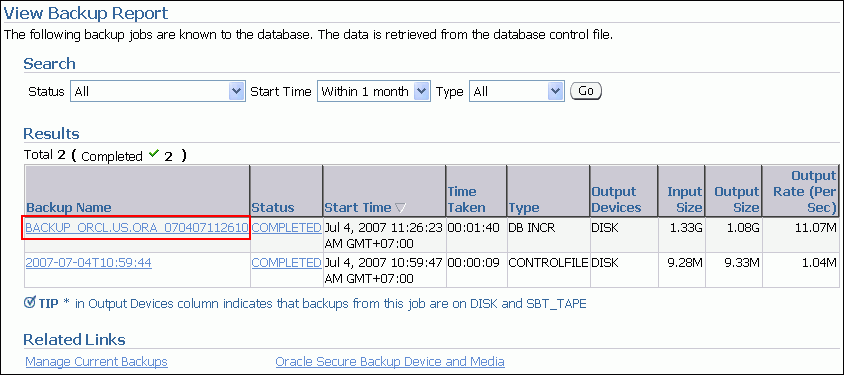 View Backup Report
The following backup jobs are known to the database. The data is retrieved from the database control file.
Search
Status All Start Time Within 1 month Type All Go
Results
Total 2 ( Completed 2 )
Backup Name Status Start Time Time Taken Type Output Devices Input Size Output Size Output Rate (Per Sec)
BACKUP_ORCL.US.ORA_070407112610 COMPLETED Jul 4, 2007 11:26:23 AM GMT+07:00 00:01:40 DB INCR DISK 1.33G 1.08G 11.07M
2007-07-04T10:59:44 COMPLETED Jul 4, 2007 10:59:47 AM GMT+07:00 00:00:09 CONTROLFILE DISK 9.28M 9.33M 1.04M
TIP * in Output Devices column indicates that backups from this job are on DISK and SBT_TAPE
Related Links
Manage Current Backups Oracle Secure Backup Device and Media